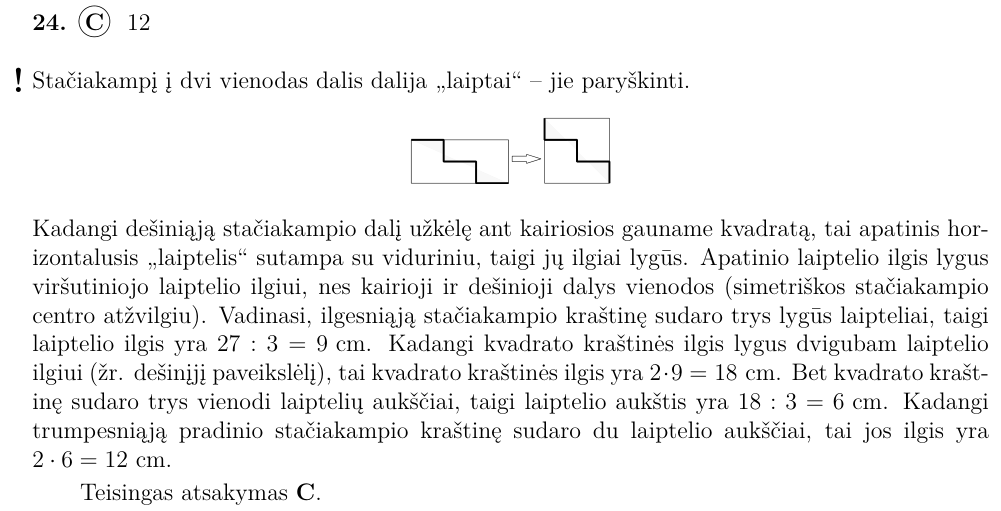 24. C 12
! Stačiakampį į dvi vienodas dalis dalija „laiptai“ – jie paryškinti.
Kadangi dešiniąją stačiakampio dalį užkėlę ant kairiosios gauname kvadratą, tai apatinis hor-
izontalusis „laiptelis“ sutampa su viduriniu, taigi jų ilgiai lygūs. Apatinio laiptelio ilgis lygus
viršutiniojo laiptelio ilgiui, nes kairioji ir dešinioji dalys vienodos (simetriškos stačiakampio
centro atžvilgiu). Vadinasi, ilgesniąją stačiakampio kraštinę sudaro trys lygūs laipteliai, taigi
laiptelio ilgis yra 27 : 3 = 9 cm. Kadangi kvadrato kraštinės ilgis lygus dvigubam laiptelio
ilgiui (žr. dešinįjį paveikslėlį), tai kvadrato kraštinės ilgis yra 2·9 = 18 cm. Bet kvadrato krašt-
inę sudaro trys vienodi laiptelių aukščiai, taigi laiptelio aukštis yra 18 : 3 = 6 cm. Kadangi
trumpesniąją pradinio stačiakampio kraštinę sudaro du laiptelio aukščiai, tai jos ilgis yra
2 · 6 = 12 cm.
Teisingas atsakymas C.